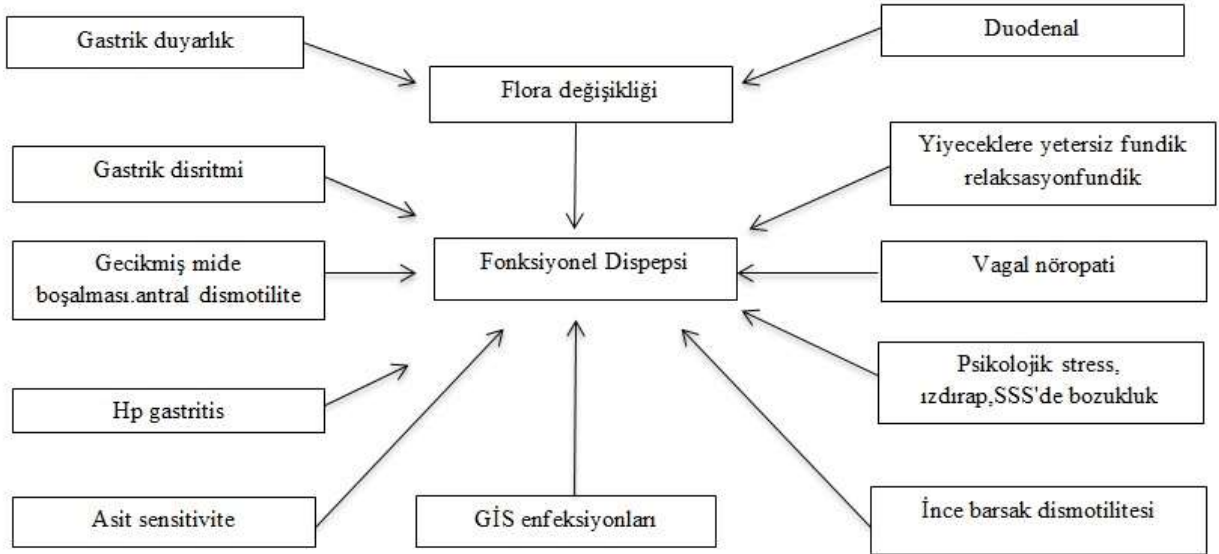 Gastrik duyarlık
Duodenal
Flora değişikliği
Gastrik disritmi
Yiyeceklere yetersiz fundik
relaksasyonfundik
Gecikmiş mide
boşalması.antral dismotilite
Fonksiyonel Dispepsi
Vagal nöropati
Hp gastritis
Psikolojik stress,
ızdırap,SSS'de bozukluk
Asit sensitivite
GİS enfeksiyonları
İnce barsak dismotilitesi